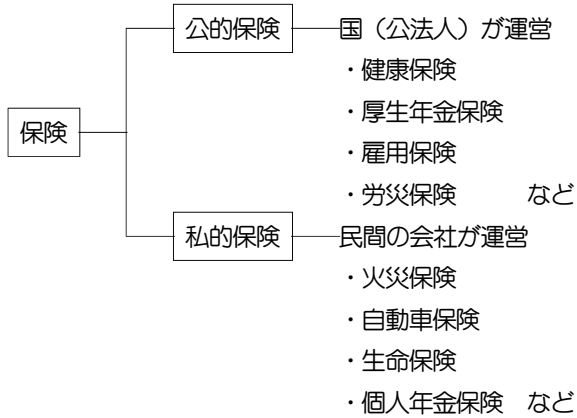 保険
公的保険
国（公法人）が運営
・健康保険
・厚生年金保険
・雇用保険
・労災保険　など
私的保険
民間の会社が運営
・火災保険
・自動車保険
・生命保険
・個人年金保険　など